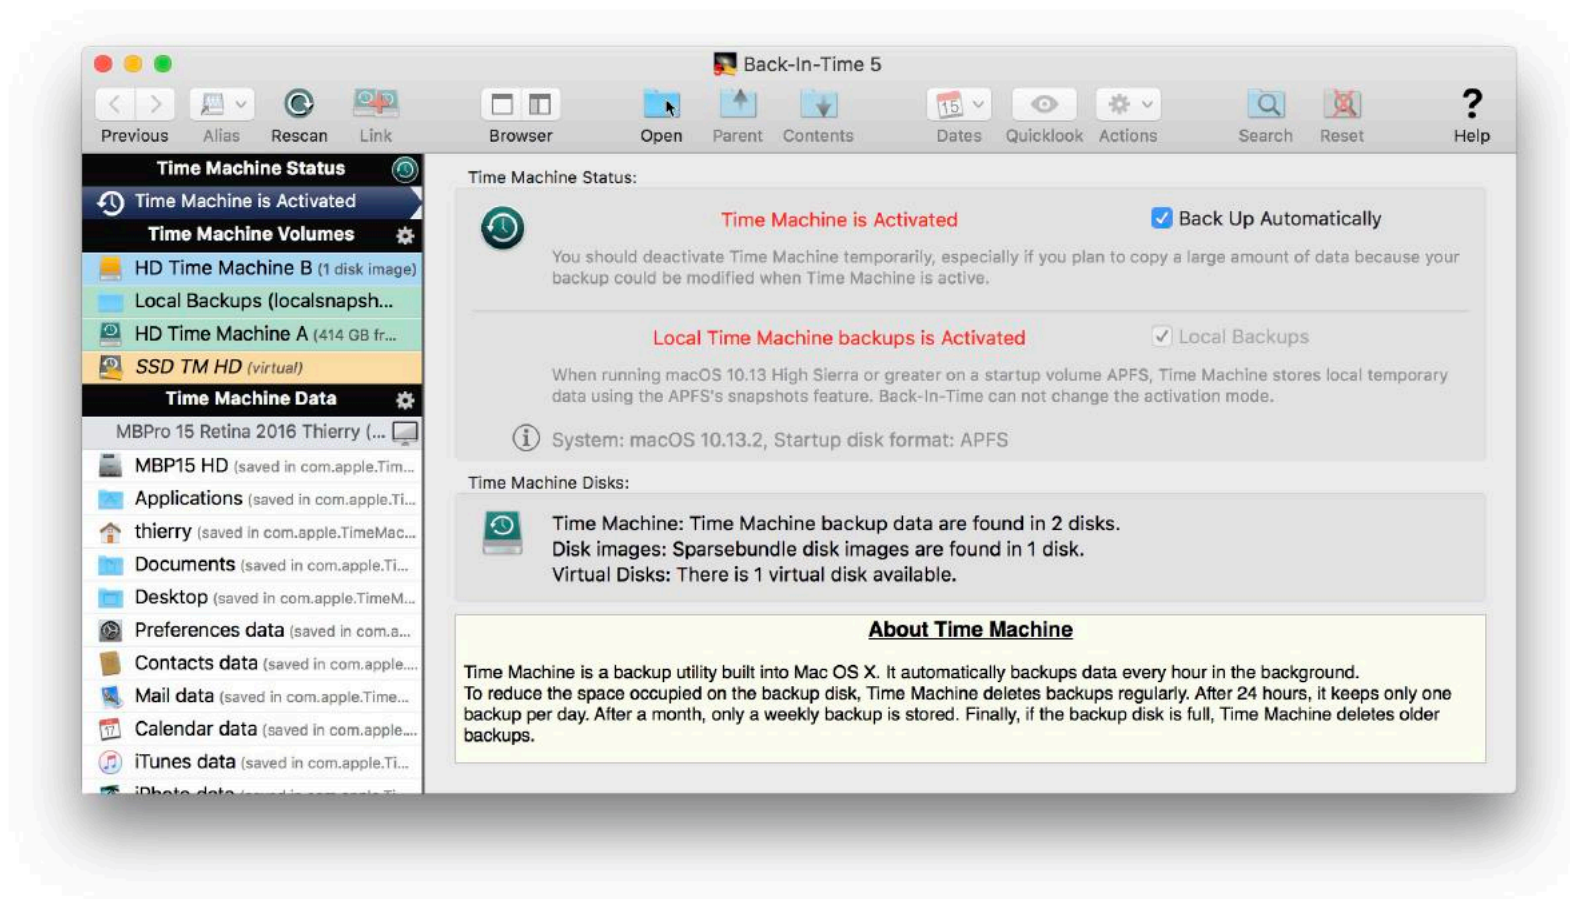 Back-In-Time 5
Previous
Alias
Rescan
Link
Browser
Open
Parent
Contents
15
Dates
Quicklook
Actions
Search
Reset
?
Help
Time Machine Status
Time Machine is Activated
Time Machine Volumes
HD Time Machine B (1 disk image)
Local Backups (localsnapsh...
HD Time Machine A (414 GB fr...
SSD TM HD (virtual)
Time Machine Data
MBPro 15 Retina 2016 Thierry (...
MBP15 HD (saved in com.apple.Tim...
Applications (saved in com.apple.Ti...
thierry (saved in com.apple.TimeMac...
Documents (saved in com.apple.Ti...
Desktop (saved in com.apple.TimeM...
Preferences data (saved in com.a...
Contacts data (saved in com.apple....
Mail data (saved in com.apple.Time...
17
Calendar data (saved in com.apple....
iTunes data (saved in com.apple.Ti...
iPhoto data
Time Machine Status:
Time Machine is Activated
Back Up Automatically
You should deactivate Time Machine temporarily, especially if you plan to copy a large amount of data because your
backup could be modified when Time Machine is active.
Local Time Machine backups is Activated
Local Backups
When running macOS 10.13 High Sierra or greater on a startup volume APFS, Time Machine stores local temporary
data using the APFS's snapshots feature. Back-In-Time can not change the activation mode.
System: macOS 10.13.2, Startup disk format: APFS
Time Machine Disks:
Time Machine: Time Machine backup data are found in 2 disks.
Disk images: Sparsebundle disk images are found in 1 disk.
Virtual Disks: There is 1 virtual disk available.
About Time Machine
Time Machine is a backup utility built into Mac OS X. It automatically backups data every hour in the background.
To reduce the space occupied on the backup disk, Time Machine deletes backups regularly. After 24 hours, it keeps only one
backup per day. After a month, only a weekly backup is stored. Finally, if the backup disk is full, Time Machine deletes older
backups.